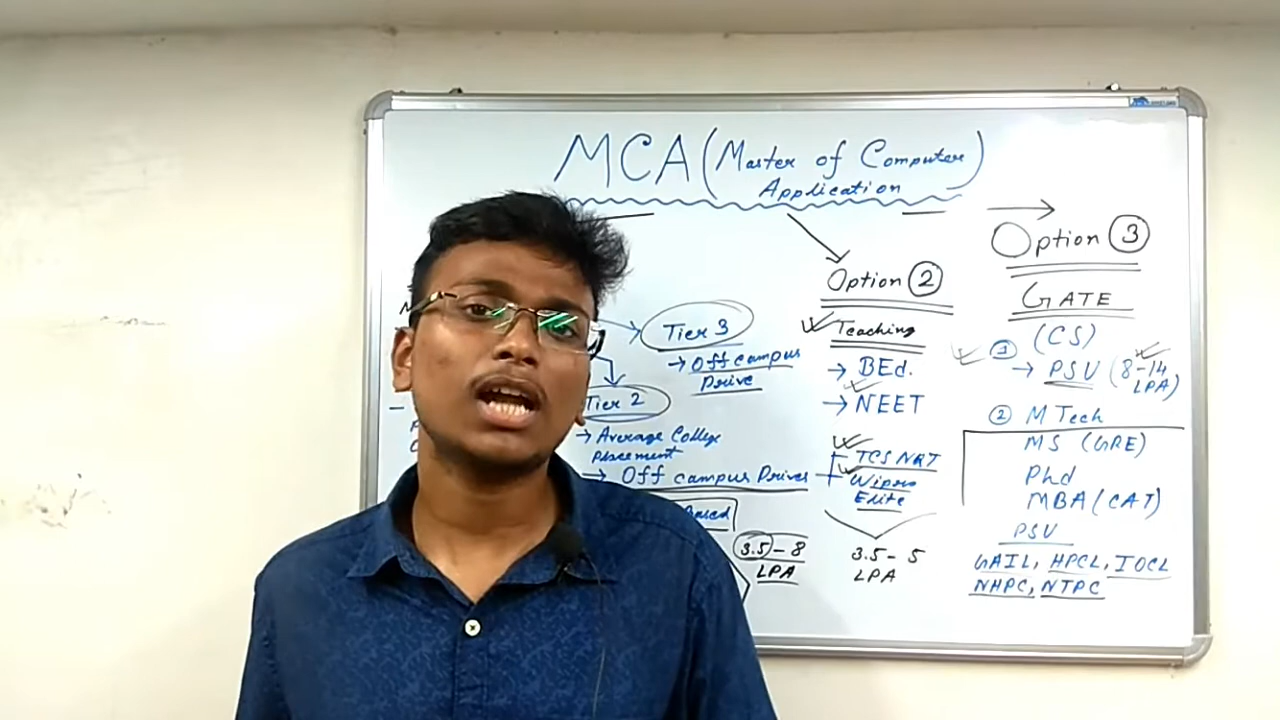 MCA (Master of Computer
Application)
Tier 3
→ Off campus
Drive
Tier 2
→ Average College
Placement
→ Off campus Drives
Based
3.5 - 8
LPA
Option 2
Teaching
→ BEd.
→ NEET
TCS NQT
Wipro
Elite
3.5 - 5
LPA
Option 3
GATE
(CS)
① → PSU (8-14
LPA)
② M Tech
MS (GRE)
Phd
MBA (CAT)
PSU
GAIL, HPCL, IOCL
NHPC, NTPC